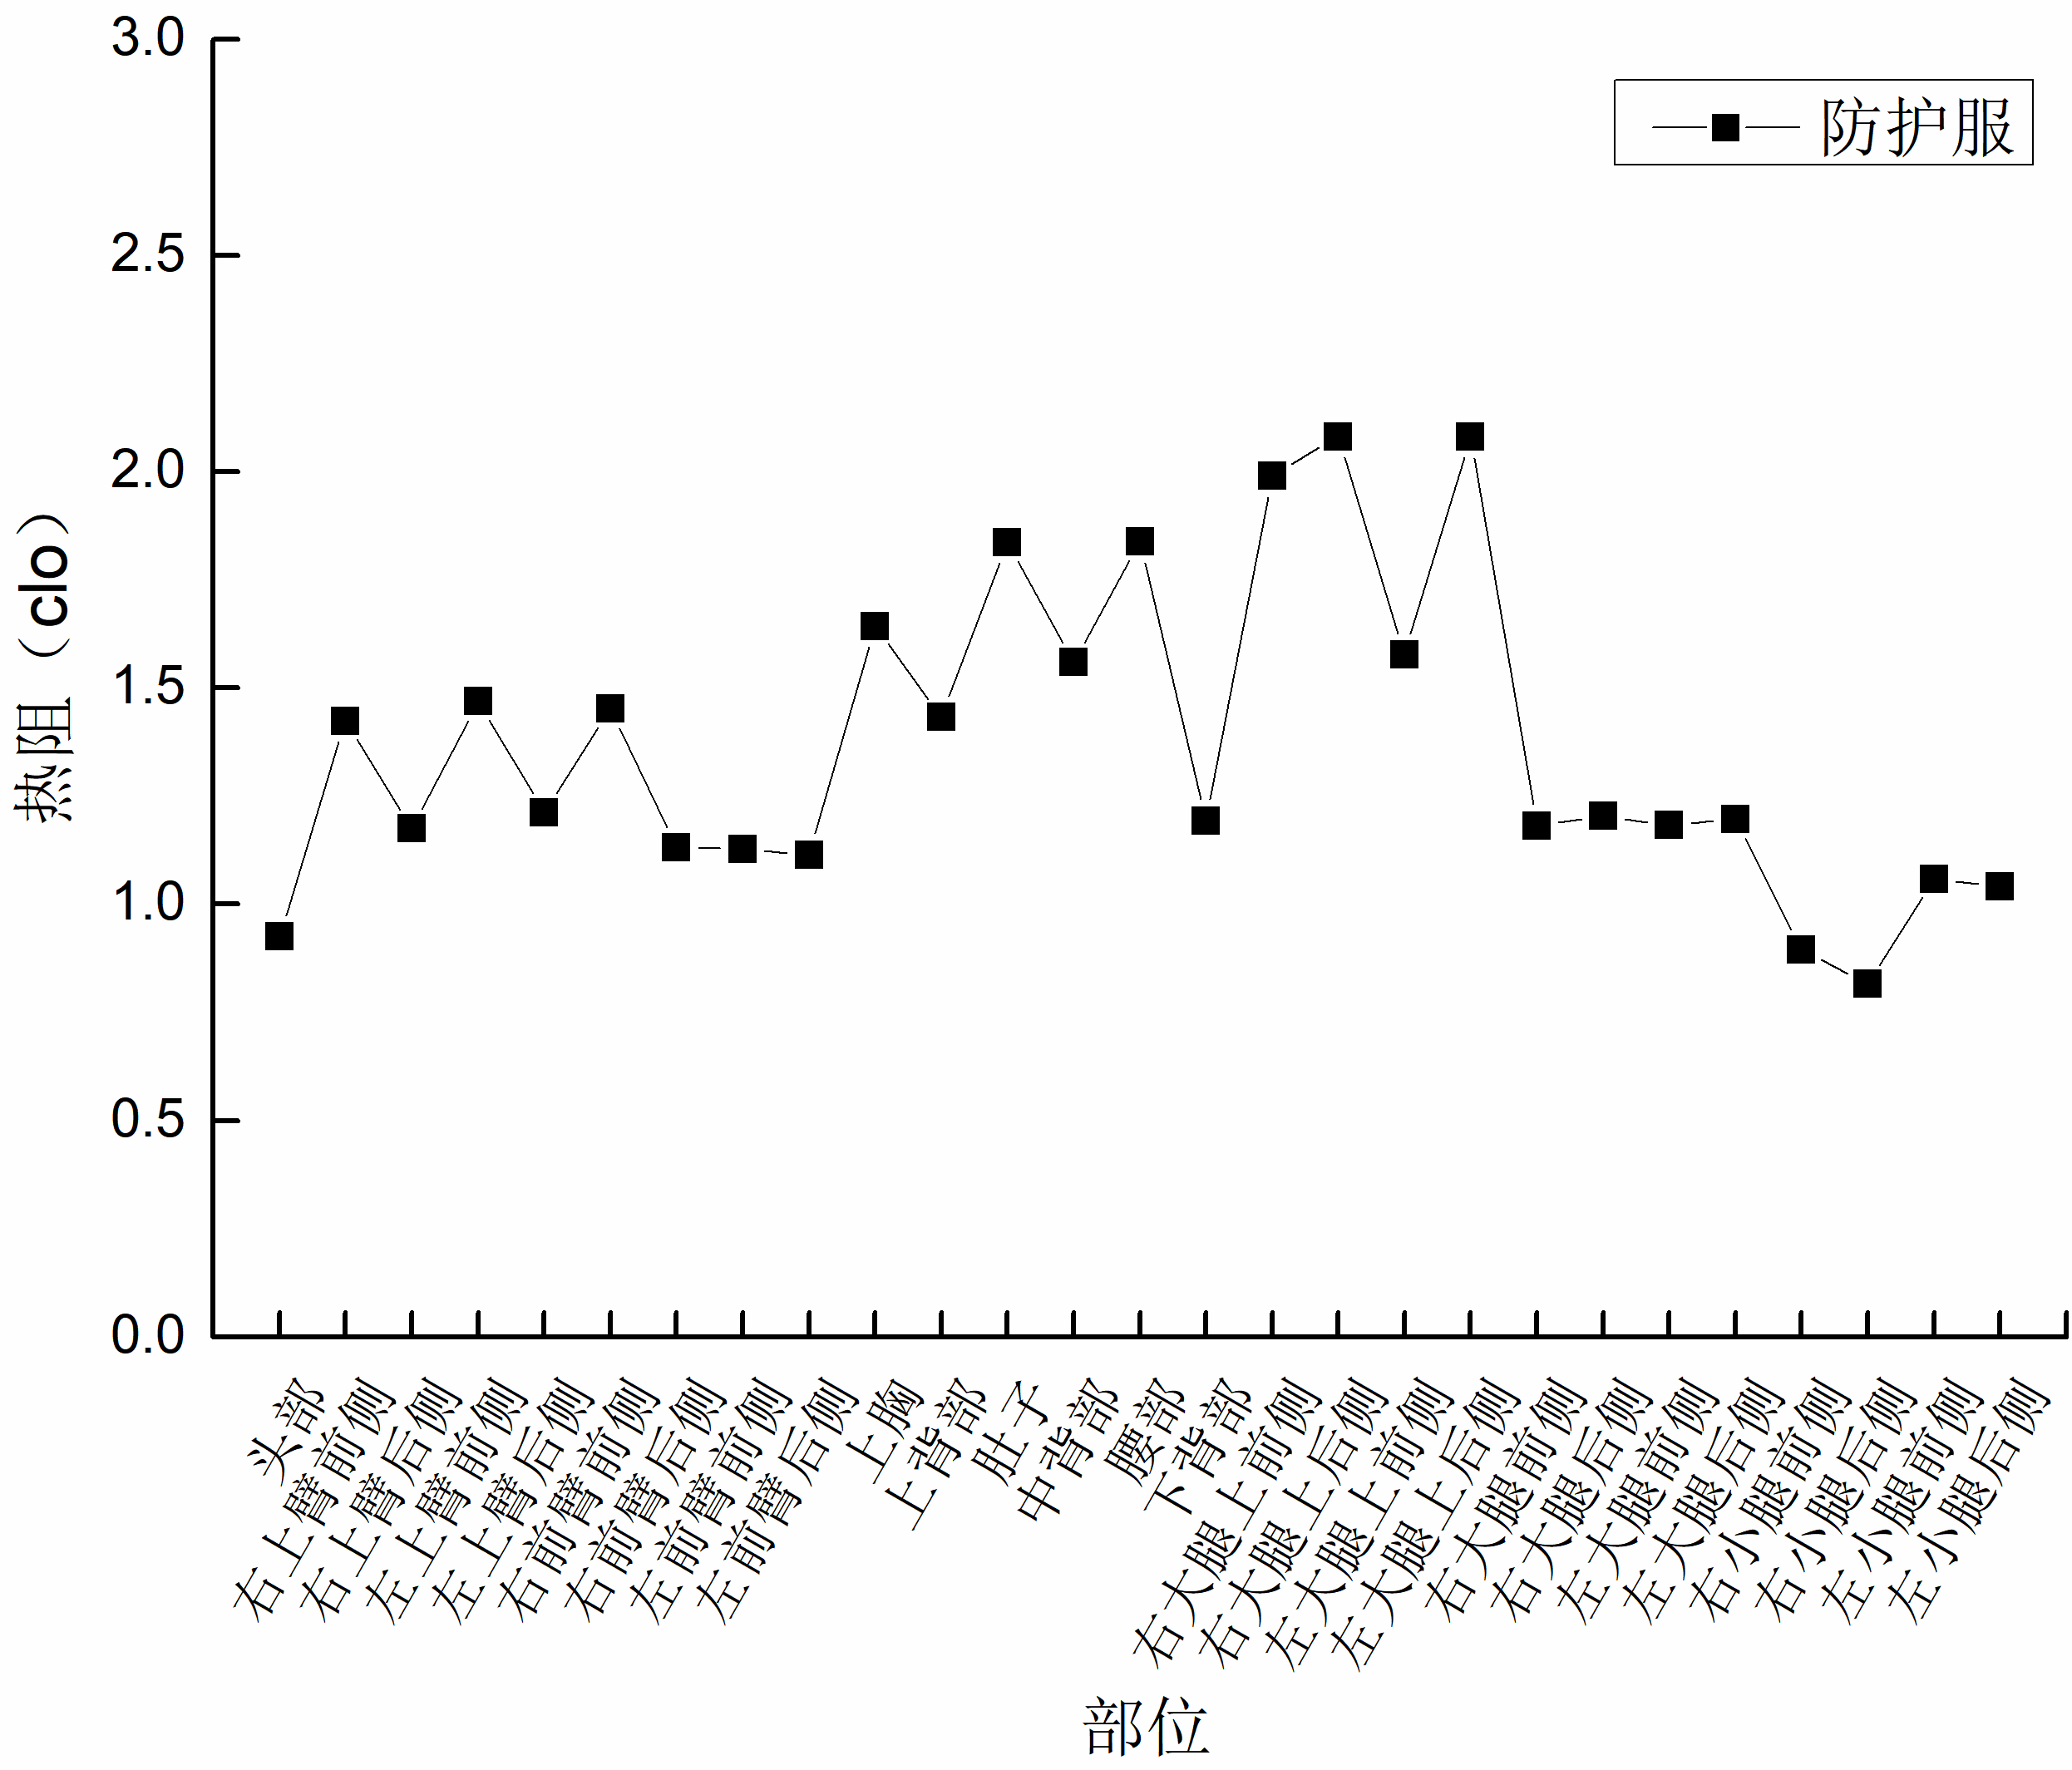 3.0
2.5
2.0
1.5
1.0
0.5
0.0
热阻（clo）
防护服
头部
右上臂前侧
右上臂后侧
左上臂前侧
左上臂后侧
右前臂前侧
右前臂后侧
左前臂前侧
左前臂后侧
上胸
上背部
肚子
中背部
腰部
下背部
右大腿上前侧
右大腿上后侧
左大腿上前侧
左大腿上后侧
右大腿前侧
右大腿后侧
左大腿前侧
左大腿后侧
右小腿前侧
右小腿后侧
左小腿前侧
左小腿后侧
部位